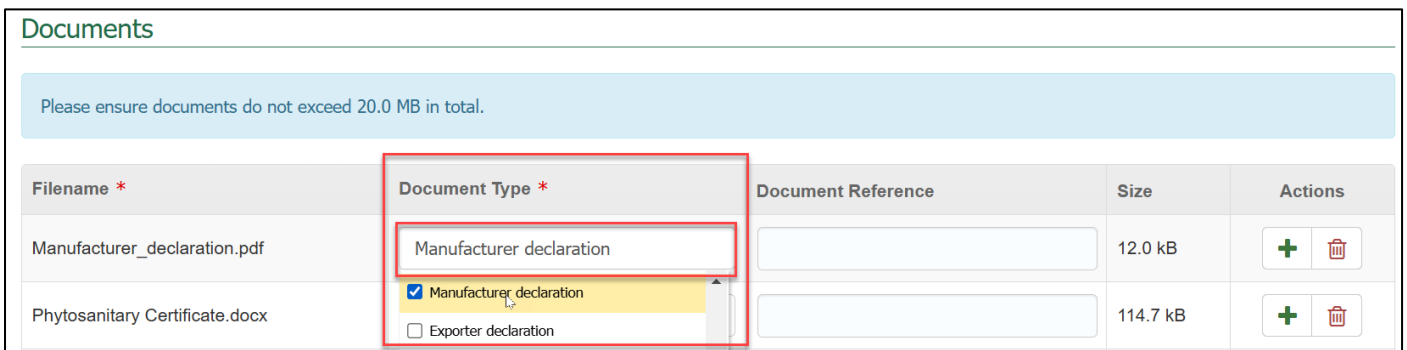 Documents
Please ensure documents do not exceed 20.0 MB in total.
Filename * Document Type * Document Reference Size Actions
Manufacturer_declaration.pdf Manufacturer declaration 12.0 kB
Manufacturer declaration
Phytosanitary Certificate.docx 114.7 kB
Exporter declaration